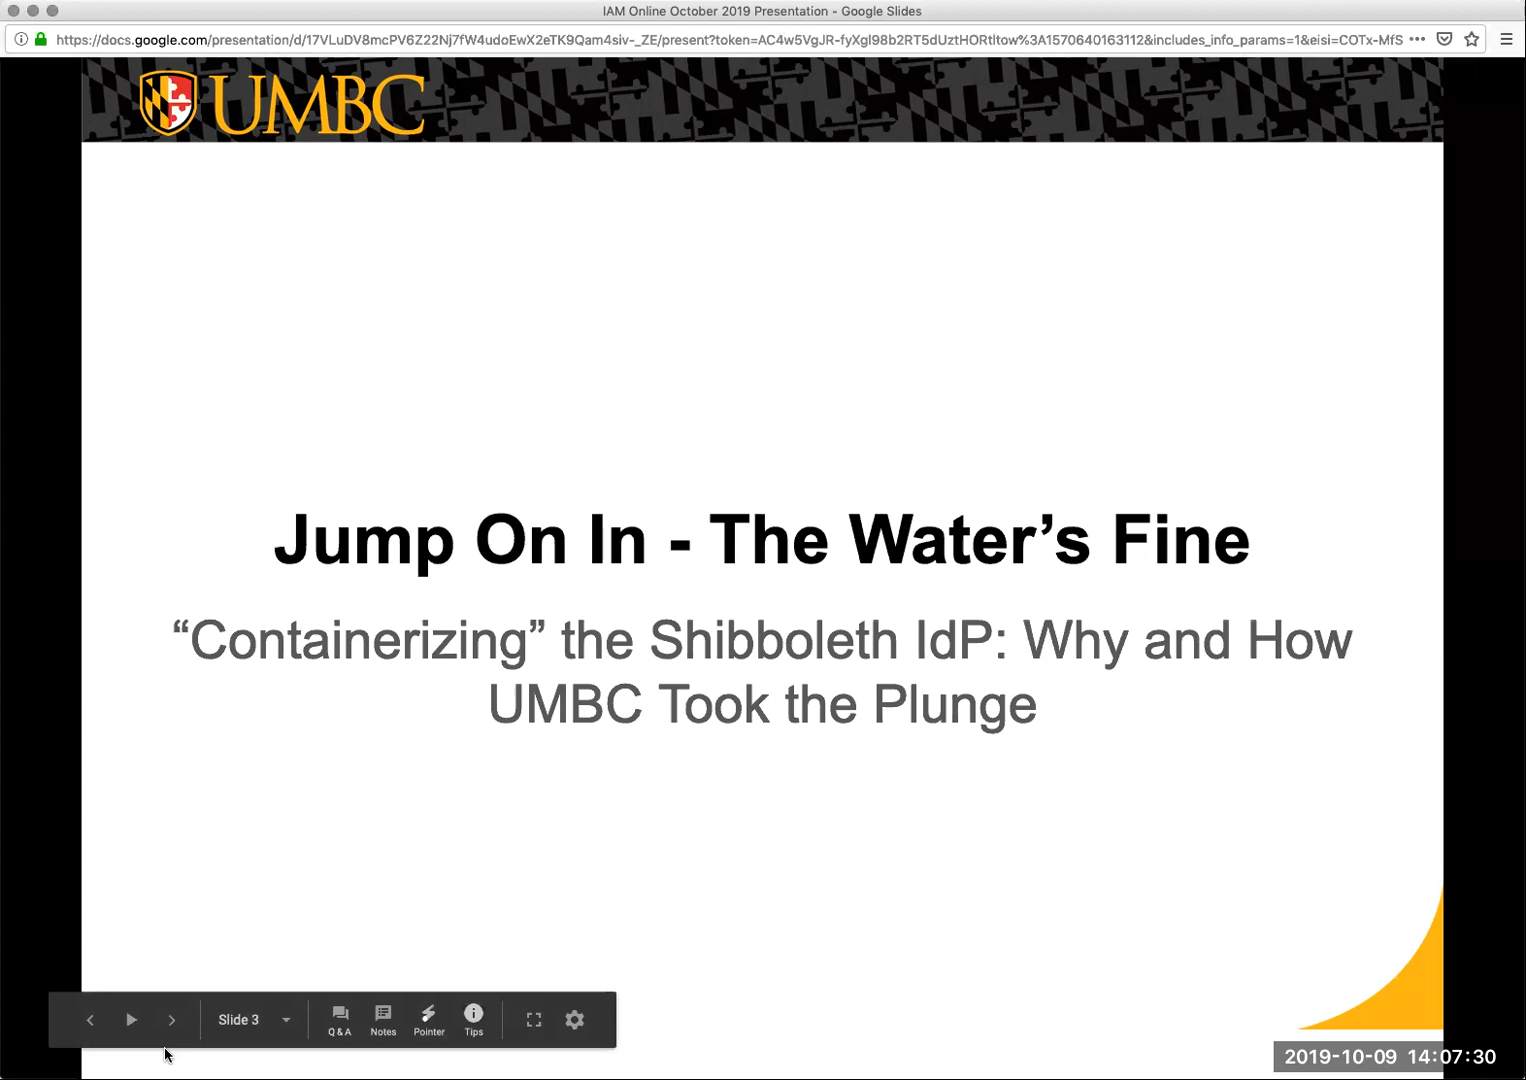 IAM Online October 2019 Presentation - Google Slides
https://docs.google.com/presentation/d/17VLuDV8mcPV6Z22Nj7fW4udoEwX2eTK9Qam4siv-_ZE/present?token=AC4w5VgJR-fyXgl98b2RT5dUztHORtltow%3A1570640163112&includes_info_params=1&eisi=COTx-MfS
UMBC
Jump On In - The Water’s Fine
“Containerizing” the Shibboleth IdP: Why and How
UMBC Took the Plunge
Slide 3
Q&A
Notes
Pointer
Tips
2019-10-09 14:07:30